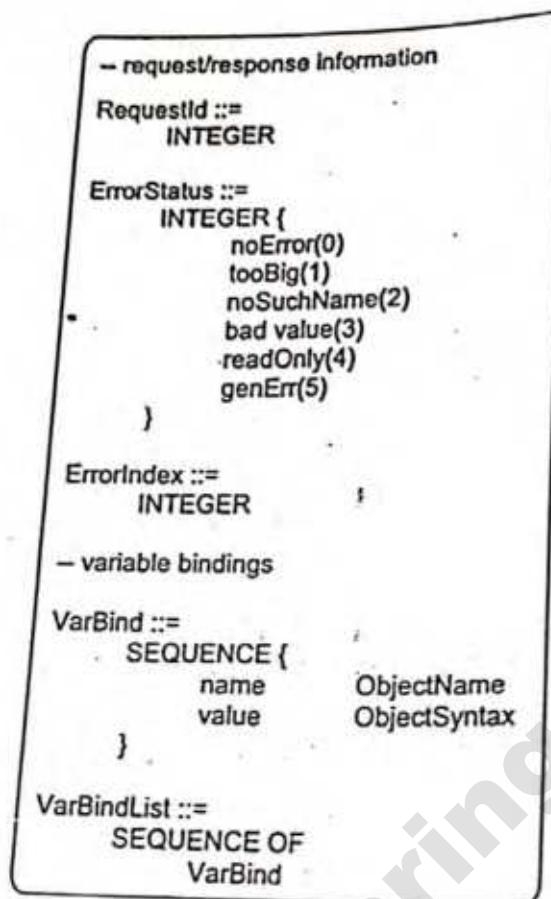 – request/response information
RequestId ::=
INTEGER
ErrorStatus ::=
INTEGER {
noError(0)
tooBig(1)
noSuchName(2)
bad value(3)
readOnly(4)
genErr(5)
}
ErrorIndex ::=
INTEGER
– variable bindings
VarBind ::=
SEQUENCE {
name ObjectName
value ObjectSyntax
}
VarBindList ::=
SEQUENCE OF
VarBind